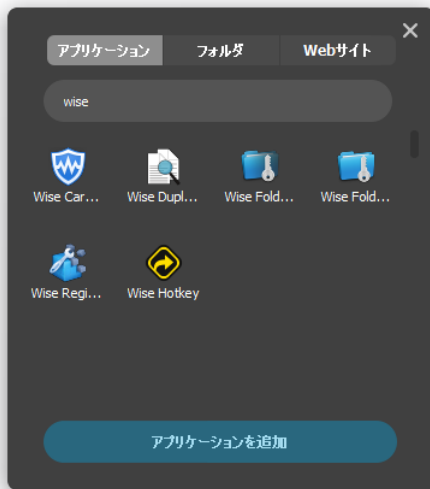 アプリケーション フォルダ Webサイト
wise
Wise Car... Wise Dupl... Wise Fold... Wise Fold...
Wise Regi... Wise Hotkey
アプリケーションを追加